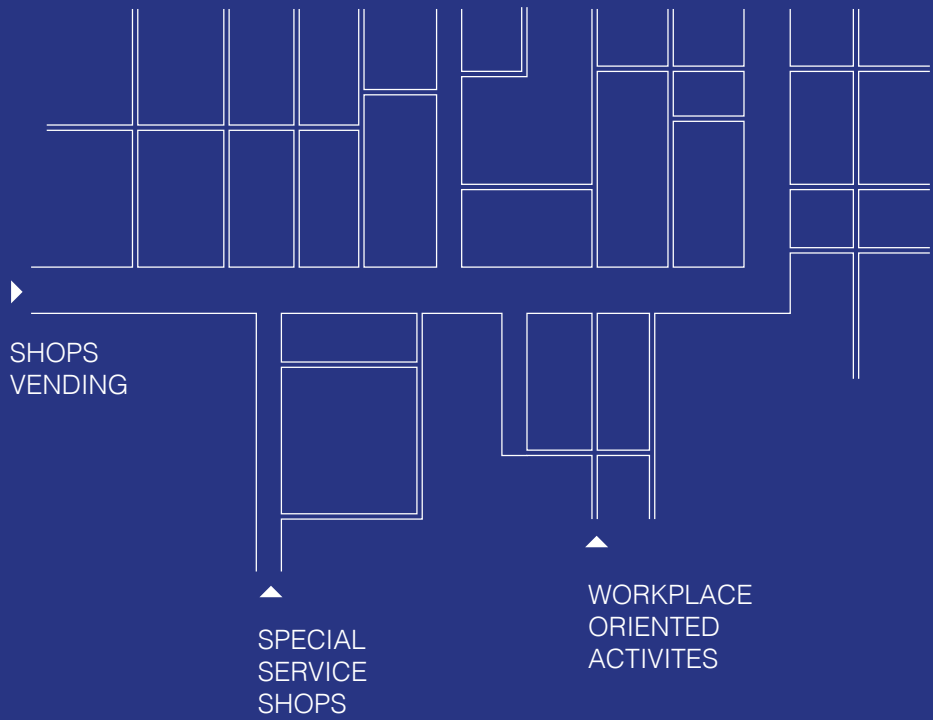 SHOPS
VENDING
SPECIAL
SERVICE
SHOPS
WORKPLACE
ORIENTED
ACTIVITES